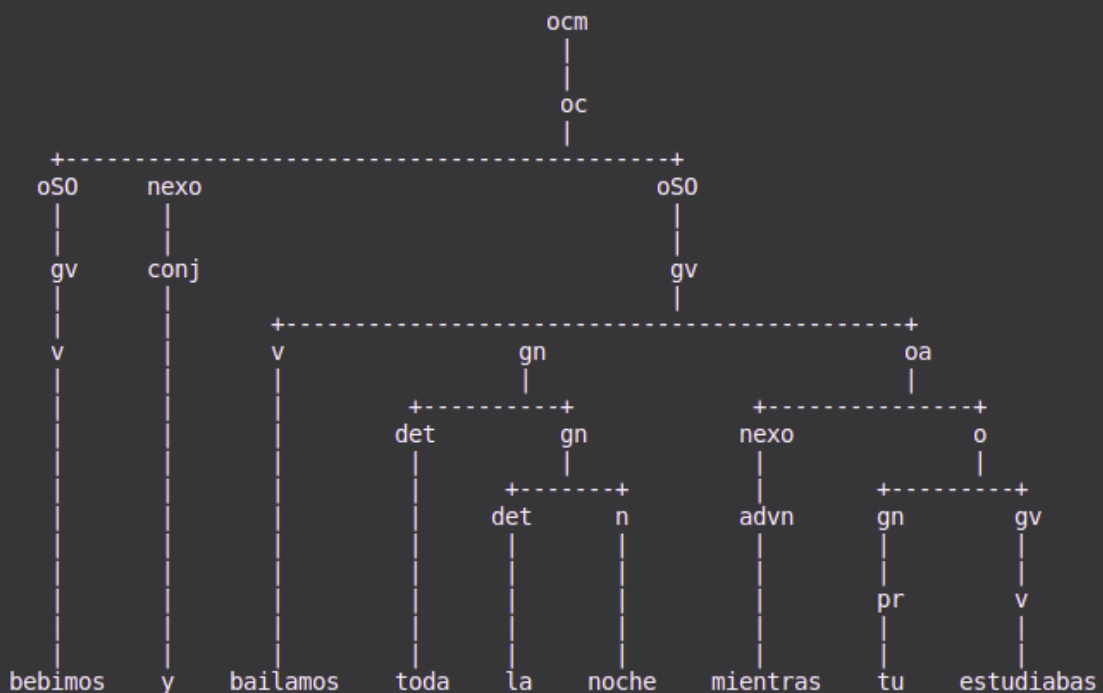 ocm
oc
oSO nexo oSO
gv conj gv
v v gn oa
det gn nexo o
det n advn gn gv
pr v
bebimos y bailamos toda la noche mientras tu estudiabas